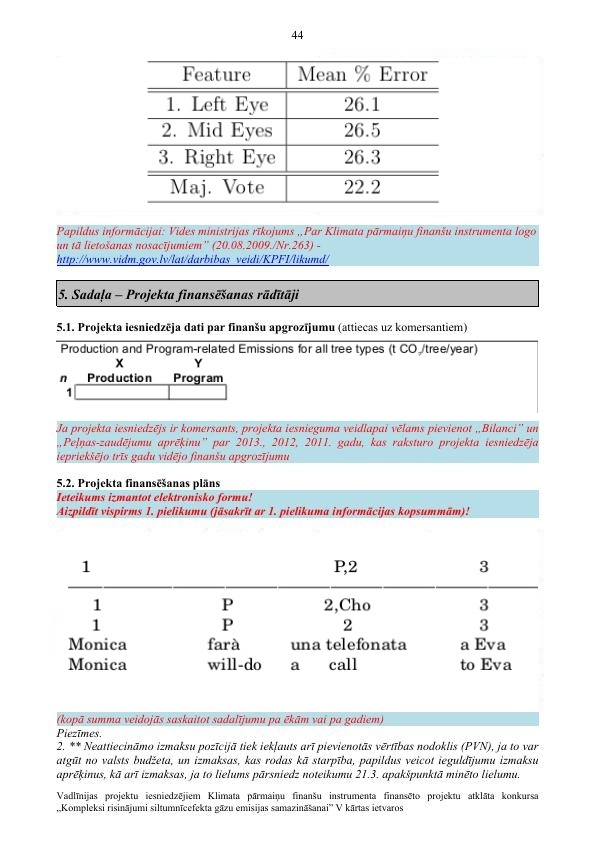 44
Feature Mean % Error
1. Left Eye 26.1
2. Mid Eyes 26.5
3. Right Eye 26.3
Maj. Vote 22.2
Papildus informācijai: Vides ministrijas rīkojums „Par Klimata pārmaiņu finanšu instrumenta logo
un tā lietošanas nosacījumiem” (20.08.2009./Nr.263) -
http://www.vidm.gov.lv/lat/darbibas_veidi/KPFI/likumd/
5. Sadaļa – Projekta finansēšanas rādītāji
5.1. Projekta iesniedzēja dati par finanšu apgrozījumu (attiecas uz komersantiem)
Production and Program-related Emissions for all tree types (t CO2/tree/year)
X Y
n Production Program
1
Ja projekta iesniedzējs ir komersants, projekta iesnieguma veidlapai vēlams pievienot „Bilanci” un
„Peļņas-zaudējumu aprēķinu” par 2013., 2012, 2011. gadu, kas raksturo projekta iesniedzēja
iepriekšējo trīs gadu vidējo finanšu apgrozījumu
5.2. Projekta finansēšanas plāns
Ieteikums izmantot elektronisko formu!
Aizpildīt vispirms 1. pielikumu (jāsakrīt ar 1. pielikuma informācijas kopsummām)!
1 P,2 3
1 P 2,Cho 3
1 P 2 3
Monica farà una telefonata a Eva
Monica will-do a call to Eva
(kopā summa veidojās saskaitot sadalījumu pa ēkām vai pa gadiem)
Piezīmes.
2. ** Neattiecināmo izmaksu pozīcijā tiek iekļauts arī pievienotās vērtības nodoklis (PVN), ja to var
atgūt no valsts budžeta, un izmaksas, kas rodas kā starpība, papildus veicot ieguldījumu izmaksu
aprēķinus, kā arī izmaksas, ja to lielums pārsniedz noteikumu 21.3. apakšpunktā minēto lielumu.
Vadlīnijas projektu iesniedzējiem Klimata pārmaiņu finanšu instrumenta finansēto projektu atklāta konkursa
„Kompleksi risinājumi siltumnīcefekta gāzu emisijas samazināšanai” V kārtas ietvaros